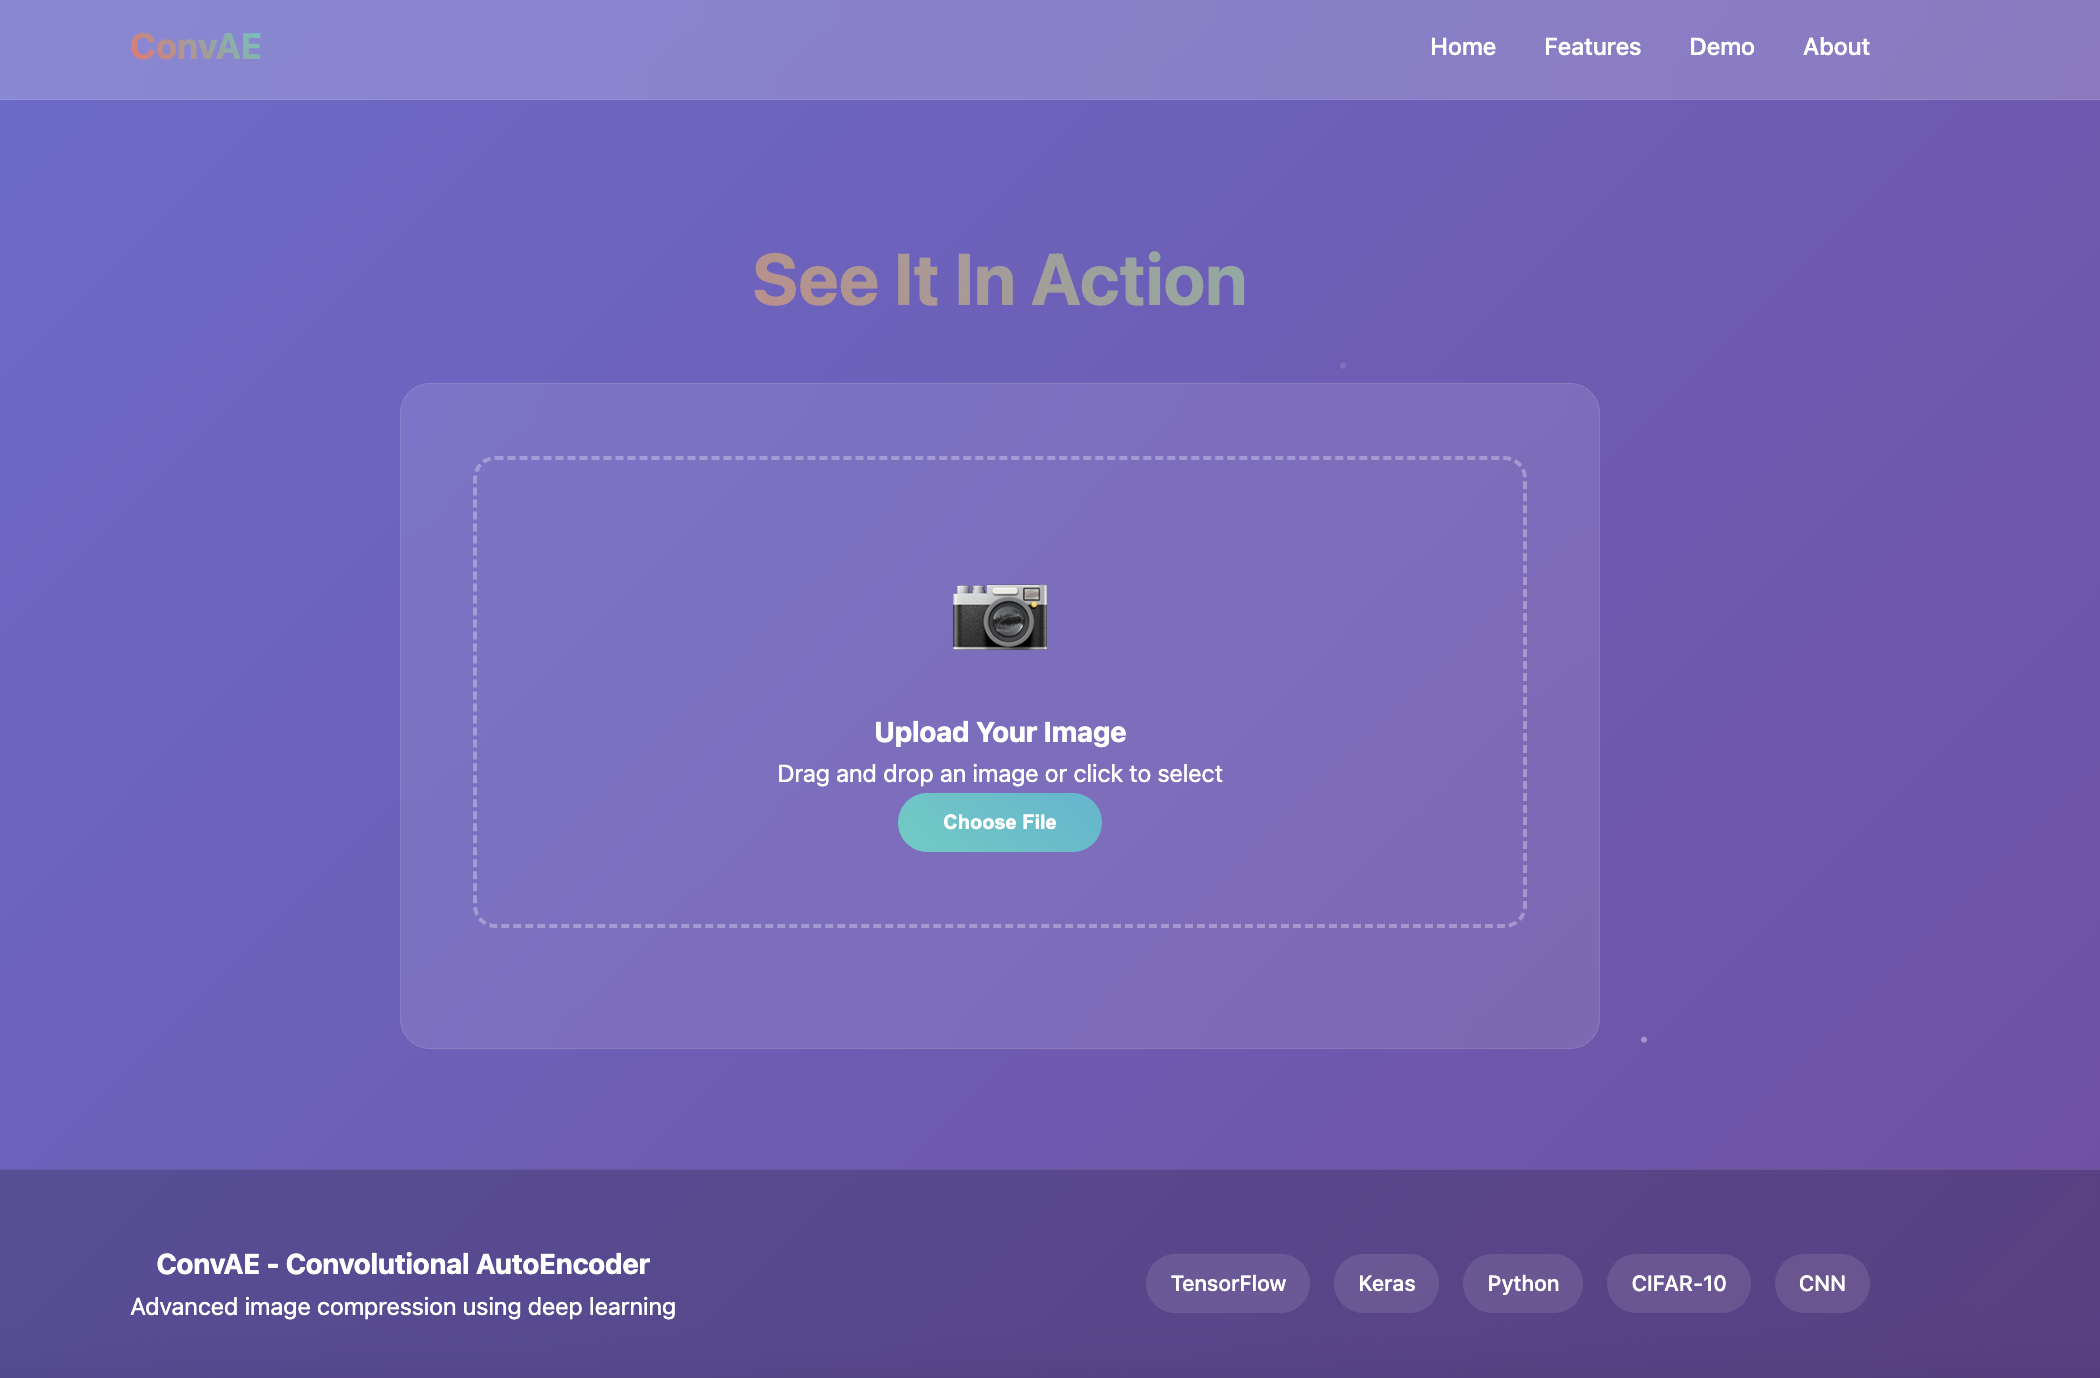 ConvAE
Home Features Demo About
See It In Action
Upload Your Image
Drag and drop an image or click to select
Choose File
ConvAE - Convolutional AutoEncoder
Advanced image compression using deep learning
TensorFlow Keras Python CIFAR-10 CNN